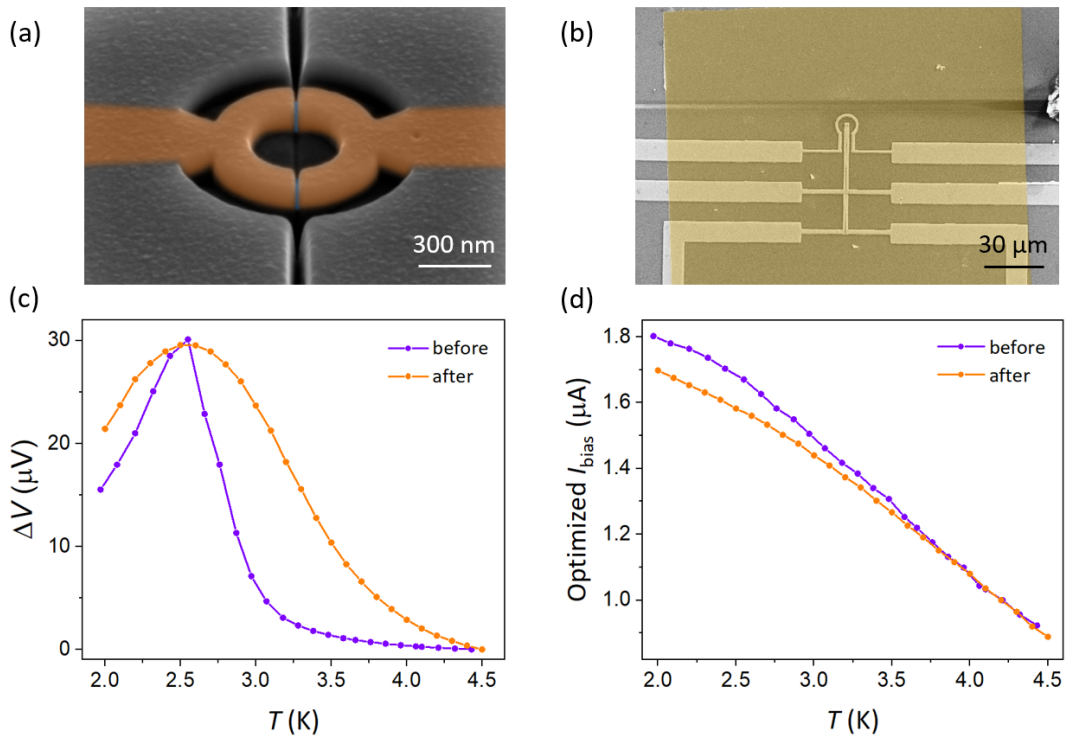 (a)
300 nm
(b)
30 μm
(c)
ΔV (μV)
30
20
10
0
before
after
2.0 2.5 3.0 3.5 4.0 4.5
T (K)
(d)
Optimized Ibias (μA)
1.8
1.6
1.4
1.2
1.0
before
after
2.0 2.5 3.0 3.5 4.0 4.5
T (K)